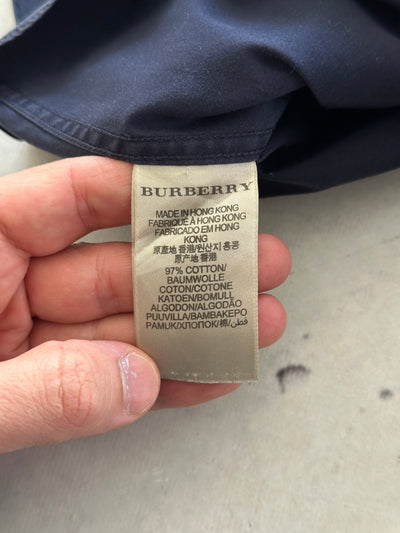 BURBERRY
MADE IN HONG KONG
FABRIQUÉ À HONG KONG
FABRICADO EM HONG
KONG
原產地 香港/원산지 홍콩
原产地 香港
97% COTTON/
BAUMWOLLE
COTON/COTONE
KATOEN/BOMULL
ALGODON/ALGODÃO
PUUVILLA/BAMBAKEPO
PAMUK/ХЛОПОК/棉/قطن